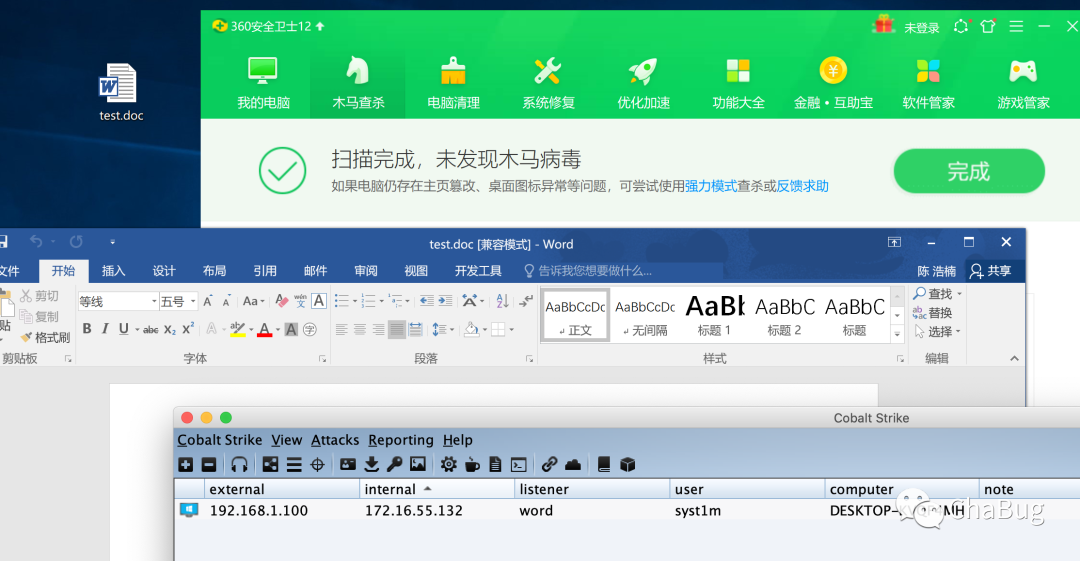 360安全卫士12
未登录
test.doc
我的电脑 木马查杀 电脑清理 系统修复 优化加速 功能大全 金融•互助宝 软件管家 游戏管家
扫描完成，未发现木马病毒
如果电脑仍存在主页篡改、桌面图标异常等问题，可尝试使用强力模式查杀或反馈求助
完成
test.doc [兼容模式] - Word
文件 开始 插入 设计 布局 引用 邮件 审阅 视图 开发工具 告诉我您想要做什么... 陈 浩楠 共享
剪切
复制
格式刷
剪贴板
等线 五号
字体
段落
AaBbCcDc AaBbCcDc AaBb AaBbC AaBbC
正文 无间隔 标题 1 标题 2 标题
样式
查找
替换
选择
编辑
Cobalt Strike
Cobalt Strike View Attacks Reporting Help
external internal listener user computer note
192.168.1.100 172.16.55.132 word syst1m
ChaBug